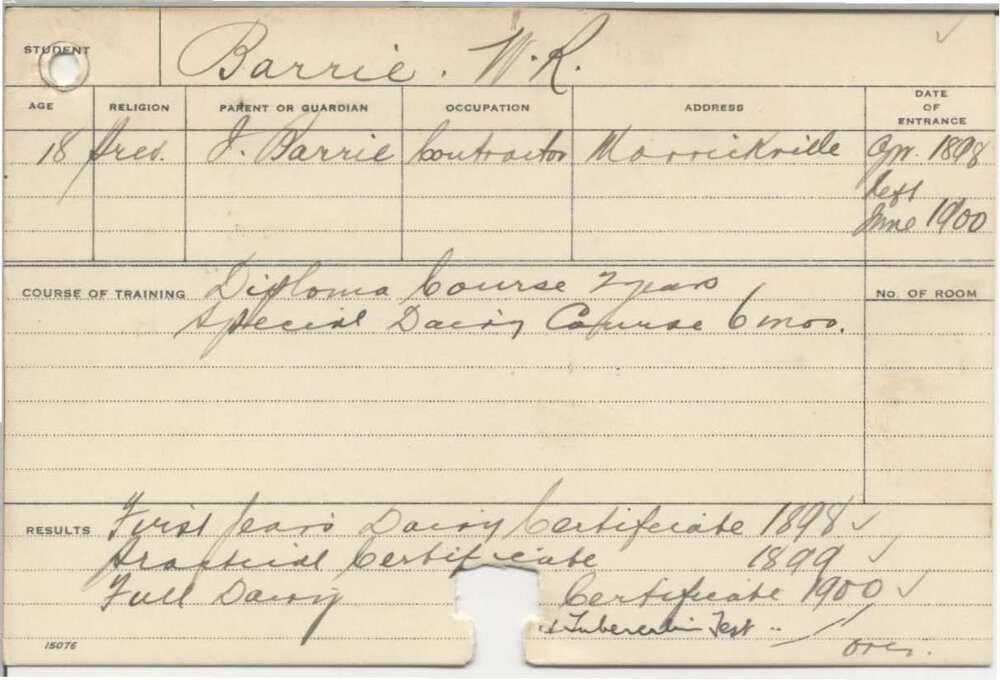 STUDENT Barrie. W. R.
AGE RELIGION PARENT OR GUARDIAN OCCUPATION ADDRESS DATE OF ENTRANCE
18 Pres. J. Barrie Contractor Marrickville Apr. 1898
left
June 1900
COURSE OF TRAINING Diploma Course 2 years
Special Dairy Course 6 mos.
No. OF ROOM
RESULTS First Years Dairy Certificate 1898 ✓
Practical Certificate 1899 ✓
Full Dairy Certificate 1900 ✓
Tuberculin Test
over.
15076